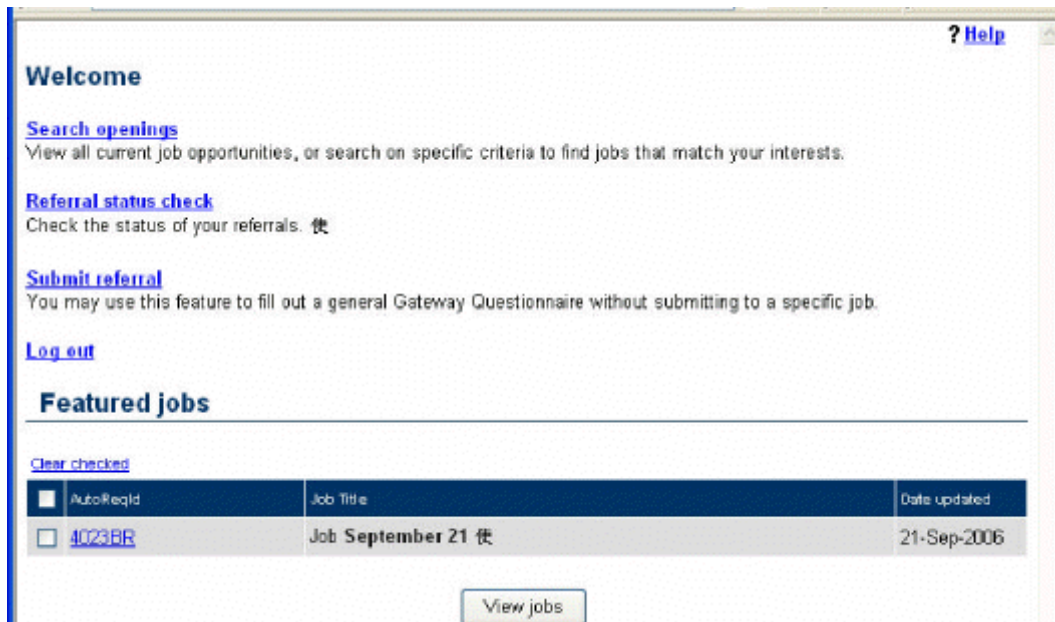 ? Help
Welcome
Search openings
View all current job opportunities, or search on specific criteria to find jobs that match your interests.
Referral status check
Check the status of your referrals. 使
Submit referral
You may use this feature to fill out a general Gateway Questionnaire without submitting to a specific job.
Log out
Featured jobs
Clear checked
AutoReqId Job Title Date updated
4023BR Job September 21 使 21-Sep-2006
View jobs